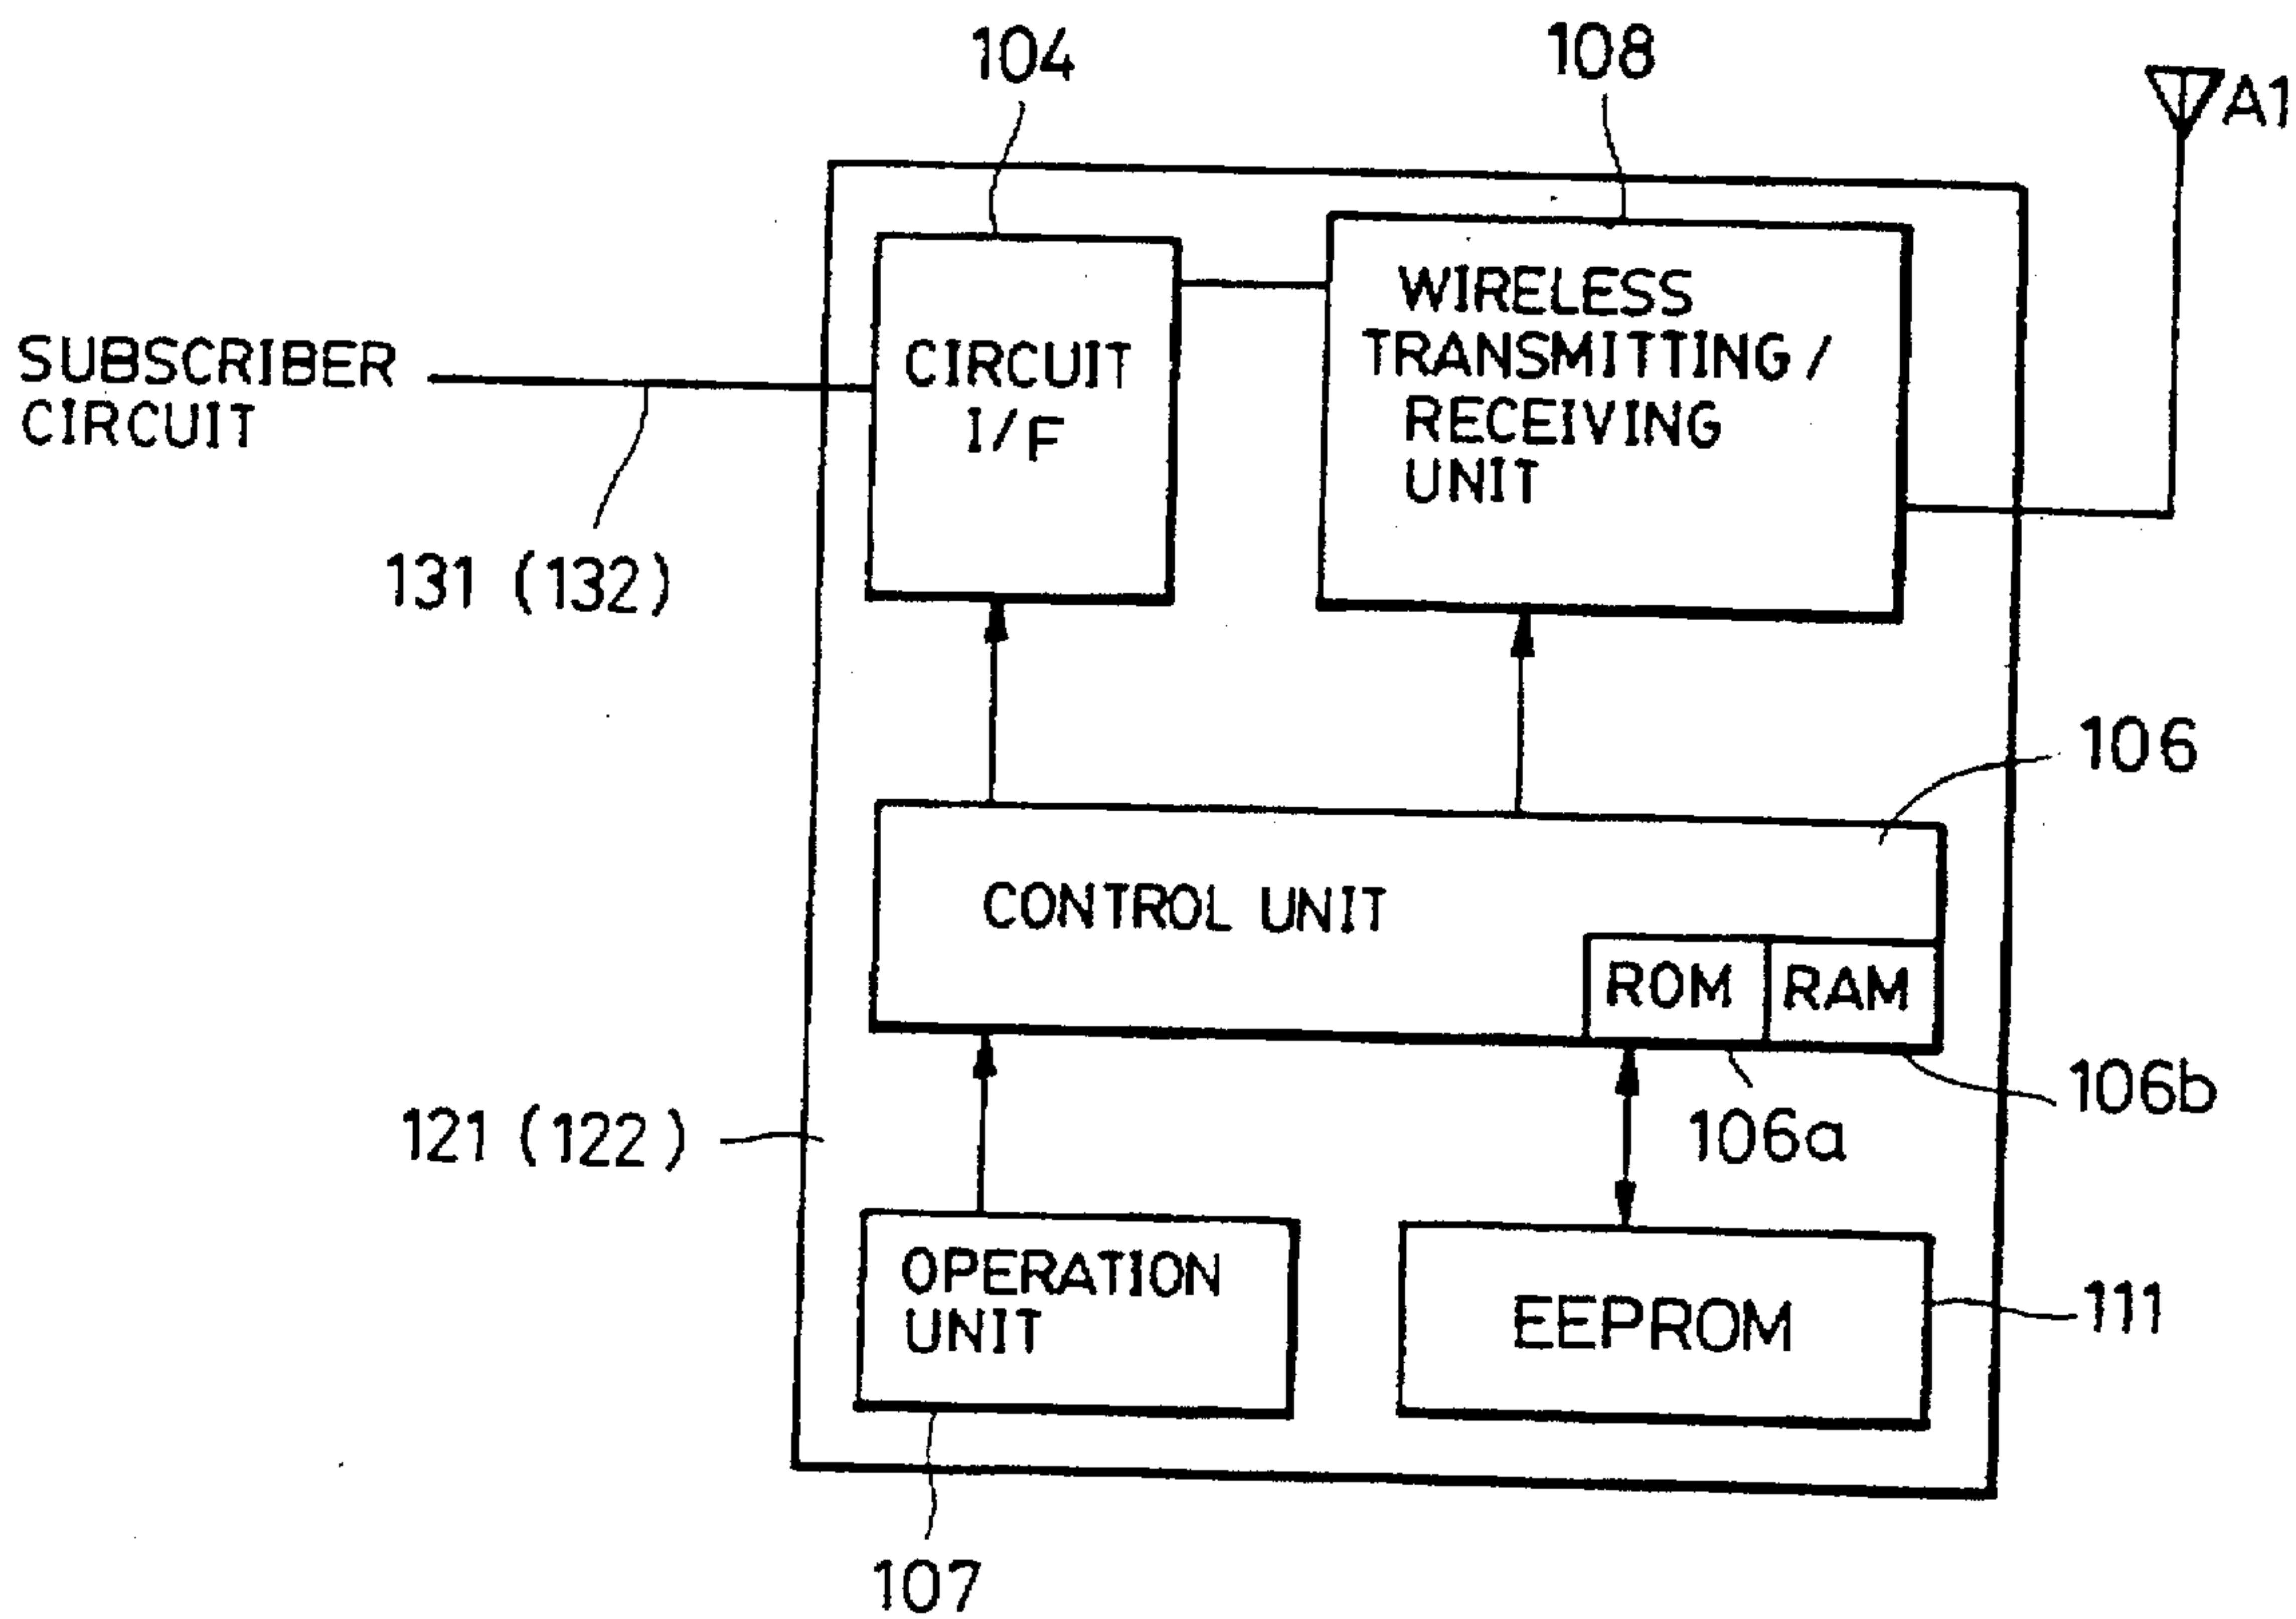 104
108
A1
SUBSCRIBER
CIRCUIT
CIRCUIT
I/F
WIRELESS
TRANSMITTING/
RECEIVING
UNIT
131 (132)
106
CONTROL UNIT
ROM
RAM
106b
106a
121 (122)
OPERATION
UNIT
EEPROM
111
107